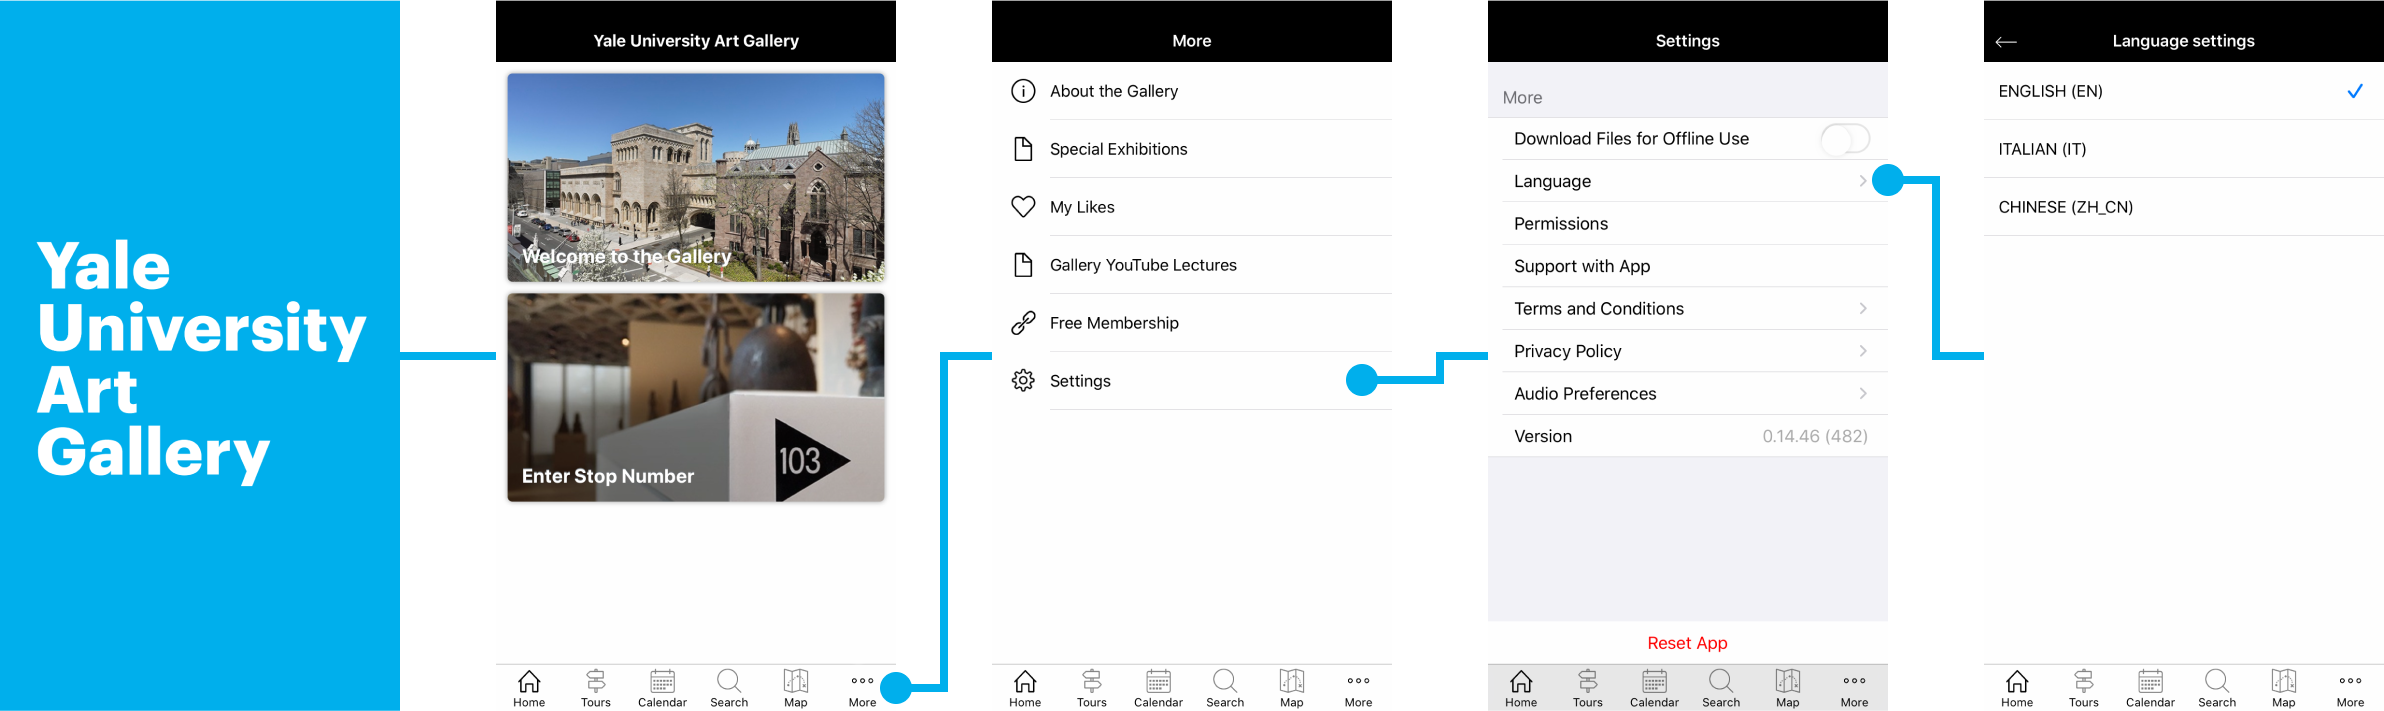 Yale
University
Art
Gallery
Yale University Art Gallery
Welcome to the Gallery
103
Enter Stop Number
Home
Tours
Calendar
Search
Map
More
More
About the Gallery
Special Exhibitions
My Likes
Gallery YouTube Lectures
Free Membership
Settings
Home
Tours
Calendar
Search
Map
More
Settings
More
Download Files for Offline Use
Language
Permissions
Support with App
Terms and Conditions
Privacy Policy
Audio Preferences
Version 0.14.46 (482)
Reset App
Home
Tours
Calendar
Search
Map
More
Language settings
ENGLISH (EN)
ITALIAN (IT)
CHINESE (ZH_CN)
Home
Tours
Calendar
Search
Map
More